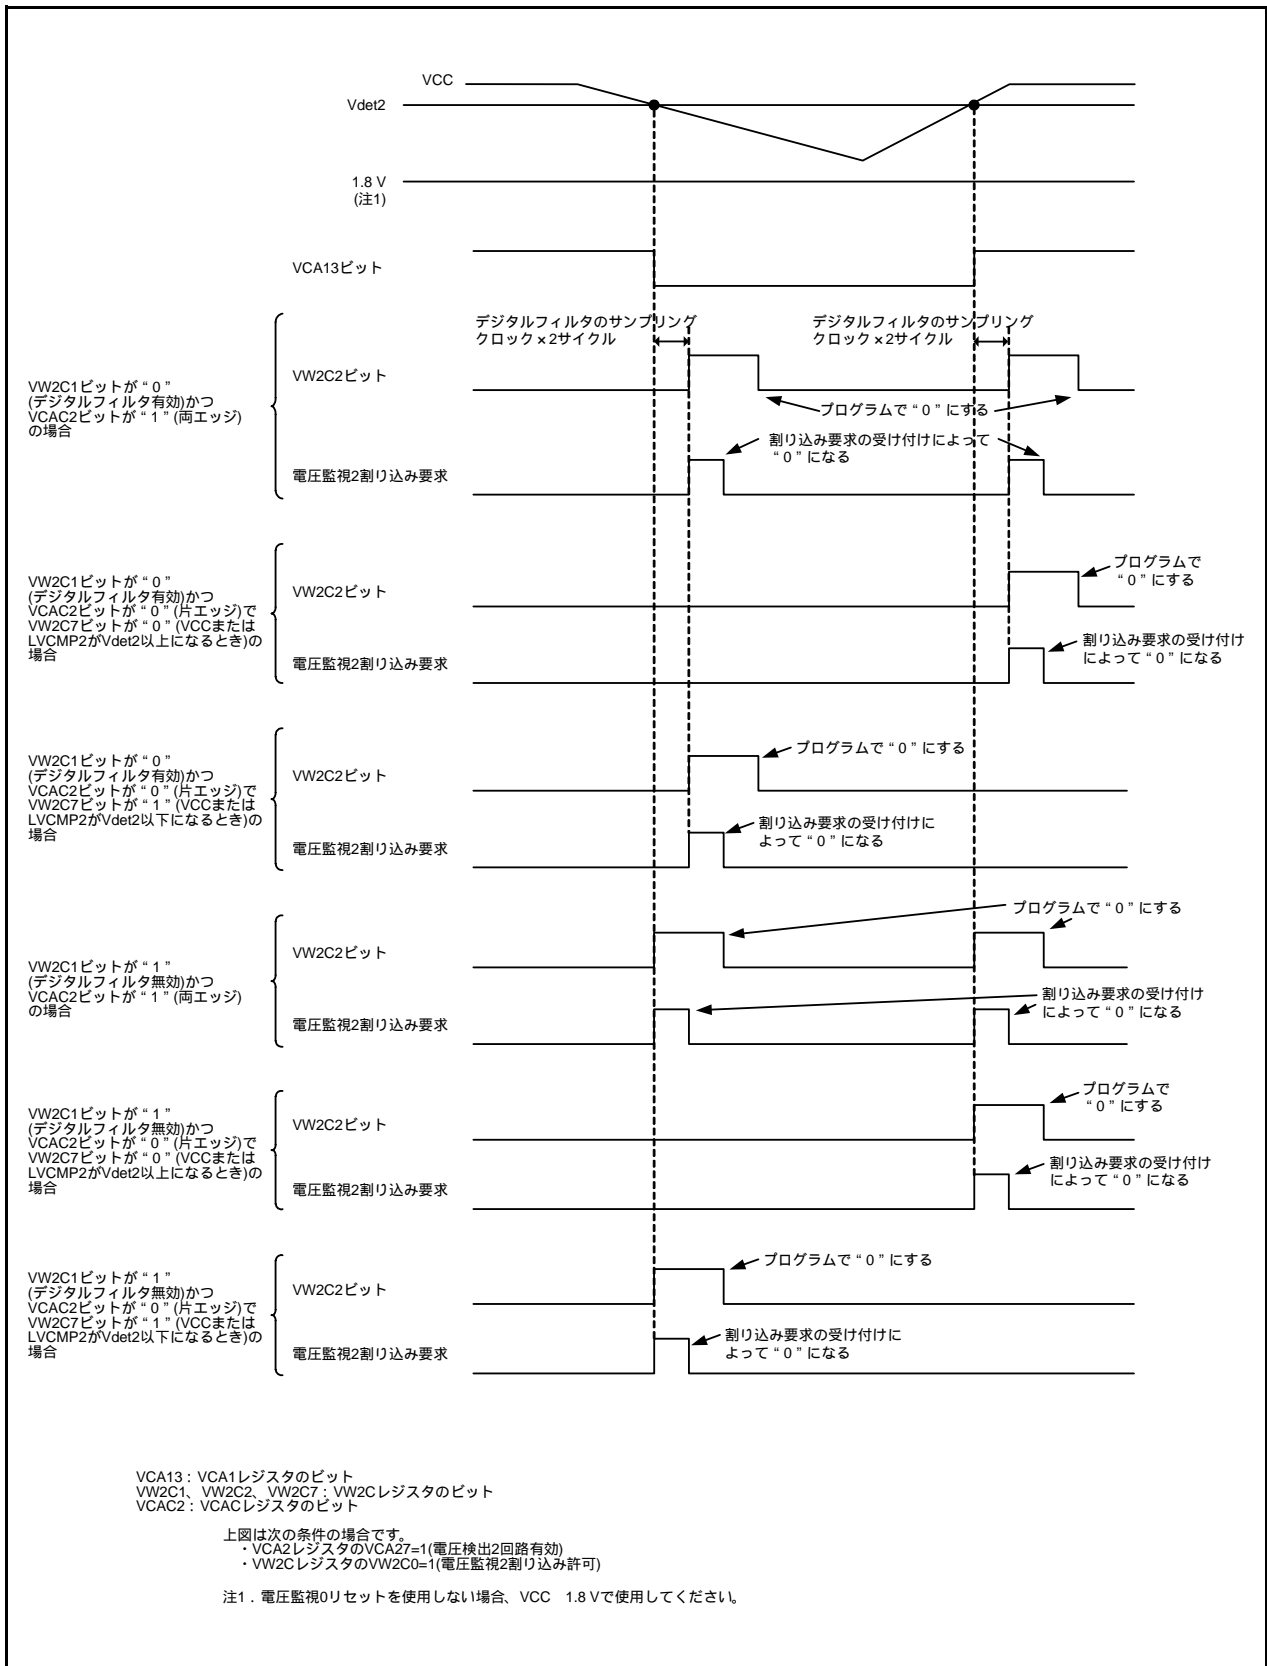 VCC
Vdet2
1.8 V
(注1)
VCA13ビット
デジタルフィルタのサンプリング
クロック×2サイクル
デジタルフィルタのサンプリング
クロック×2サイクル
VW2C1ビットが“0”
(デジタルフィルタ有効)かつ
VCAC2ビットが“1”(両エッジ)
の場合
VW2C2ビット
プログラムで“0”にする
割り込み要求の受け付けによって
“0”になる
電圧監視2割り込み要求
VW2C1ビットが“0”
(デジタルフィルタ有効)かつ
VCAC2ビットが“0”(片エッジ)で
VW2C7ビットが“0”(VCCまたは
LVCMP2がVdet2以上になるとき)の
場合
VW2C2ビット
プログラムで
“0”にする
電圧監視2割り込み要求
割り込み要求の受け付け
によって“0”になる
VW2C1ビットが“0”
(デジタルフィルタ有効)かつ
VCAC2ビットが“0”(片エッジ)で
VW2C7ビットが“1”(VCCまたは
LVCMP2がVdet2以下になるとき)の
場合
VW2C2ビット
プログラムで“0”にする
電圧監視2割り込み要求
割り込み要求の受け付けに
よって“0”になる
VW2C1ビットが“1”
(デジタルフィルタ無効)かつ
VCAC2ビットが“1”(両エッジ)
の場合
VW2C2ビット
プログラムで“0”にする
電圧監視2割り込み要求
割り込み要求の受け付け
によって“0”になる
VW2C1ビットが“1”
(デジタルフィルタ無効)かつ
VCAC2ビットが“0”(片エッジ)で
VW2C7ビットが“0”(VCCまたは
LVCMP2がVdet2以上になるとき)の
場合
VW2C2ビット
プログラムで
“0”にする
電圧監視2割り込み要求
割り込み要求の受け付け
によって“0”になる
VW2C1ビットが“1”
(デジタルフィルタ無効)かつ
VCAC2ビットが“0”(片エッジ)で
VW2C7ビットが“1”(VCCまたは
LVCMP2がVdet2以下になるとき)の
場合
VW2C2ビット
プログラムで“0”にする
電圧監視2割り込み要求
割り込み要求の受け付けに
よって“0”になる
VCA13：VCA1レジスタのビット
VW2C1、VW2C2、VW2C7：VW2Cレジスタのビット
VCAC2：VCACレジスタのビット
上図は次の条件の場合です。
・VCA2レジスタのVCA27=1(電圧検出2回路有効)
・VW2CレジスタのVW2C0=1(電圧監視2割り込み許可)
注1．電圧監視0リセットを使用しない場合、VCC　1.8 Vで使用してください。